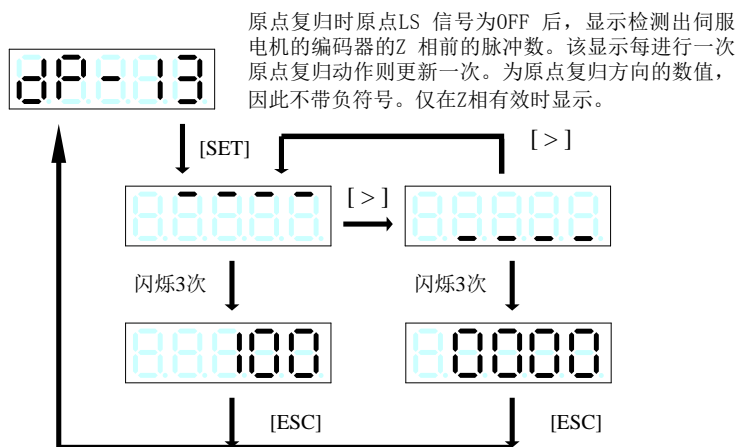 原点复归时原点LS 信号为OFF 后，显示检测出伺服
电机的编码器的Z 相前的脉冲数。该显示每进行一次
原点复归动作则更新一次。为原点复归方向的数值，
因此不带负符号。仅在Z相有效时显示。
dP-13
[SET]
[ > ]
[ > ]
闪烁3次
闪烁3次
100
0000
[ESC]
[ESC]